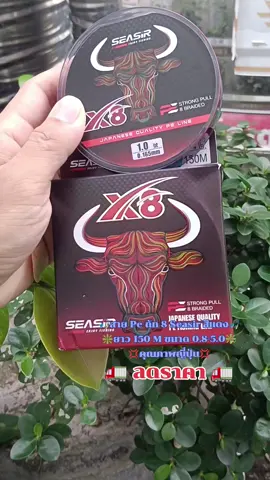 SEASIR
X8
STRONG PULL
8 BRAIDED
JAPANESE QUALITY PE LINE
1.0
0.165mm
150M
X8
สาย Pe ถัก 8 Seasir สีแดง
ยาว 150 M ขนาด 0.8-5.0
คุณภาพญี่ปุ่น
STRONG PULL
8 BRAIDED
SEASIR
JAPANESE QUALITY
ลดราคา